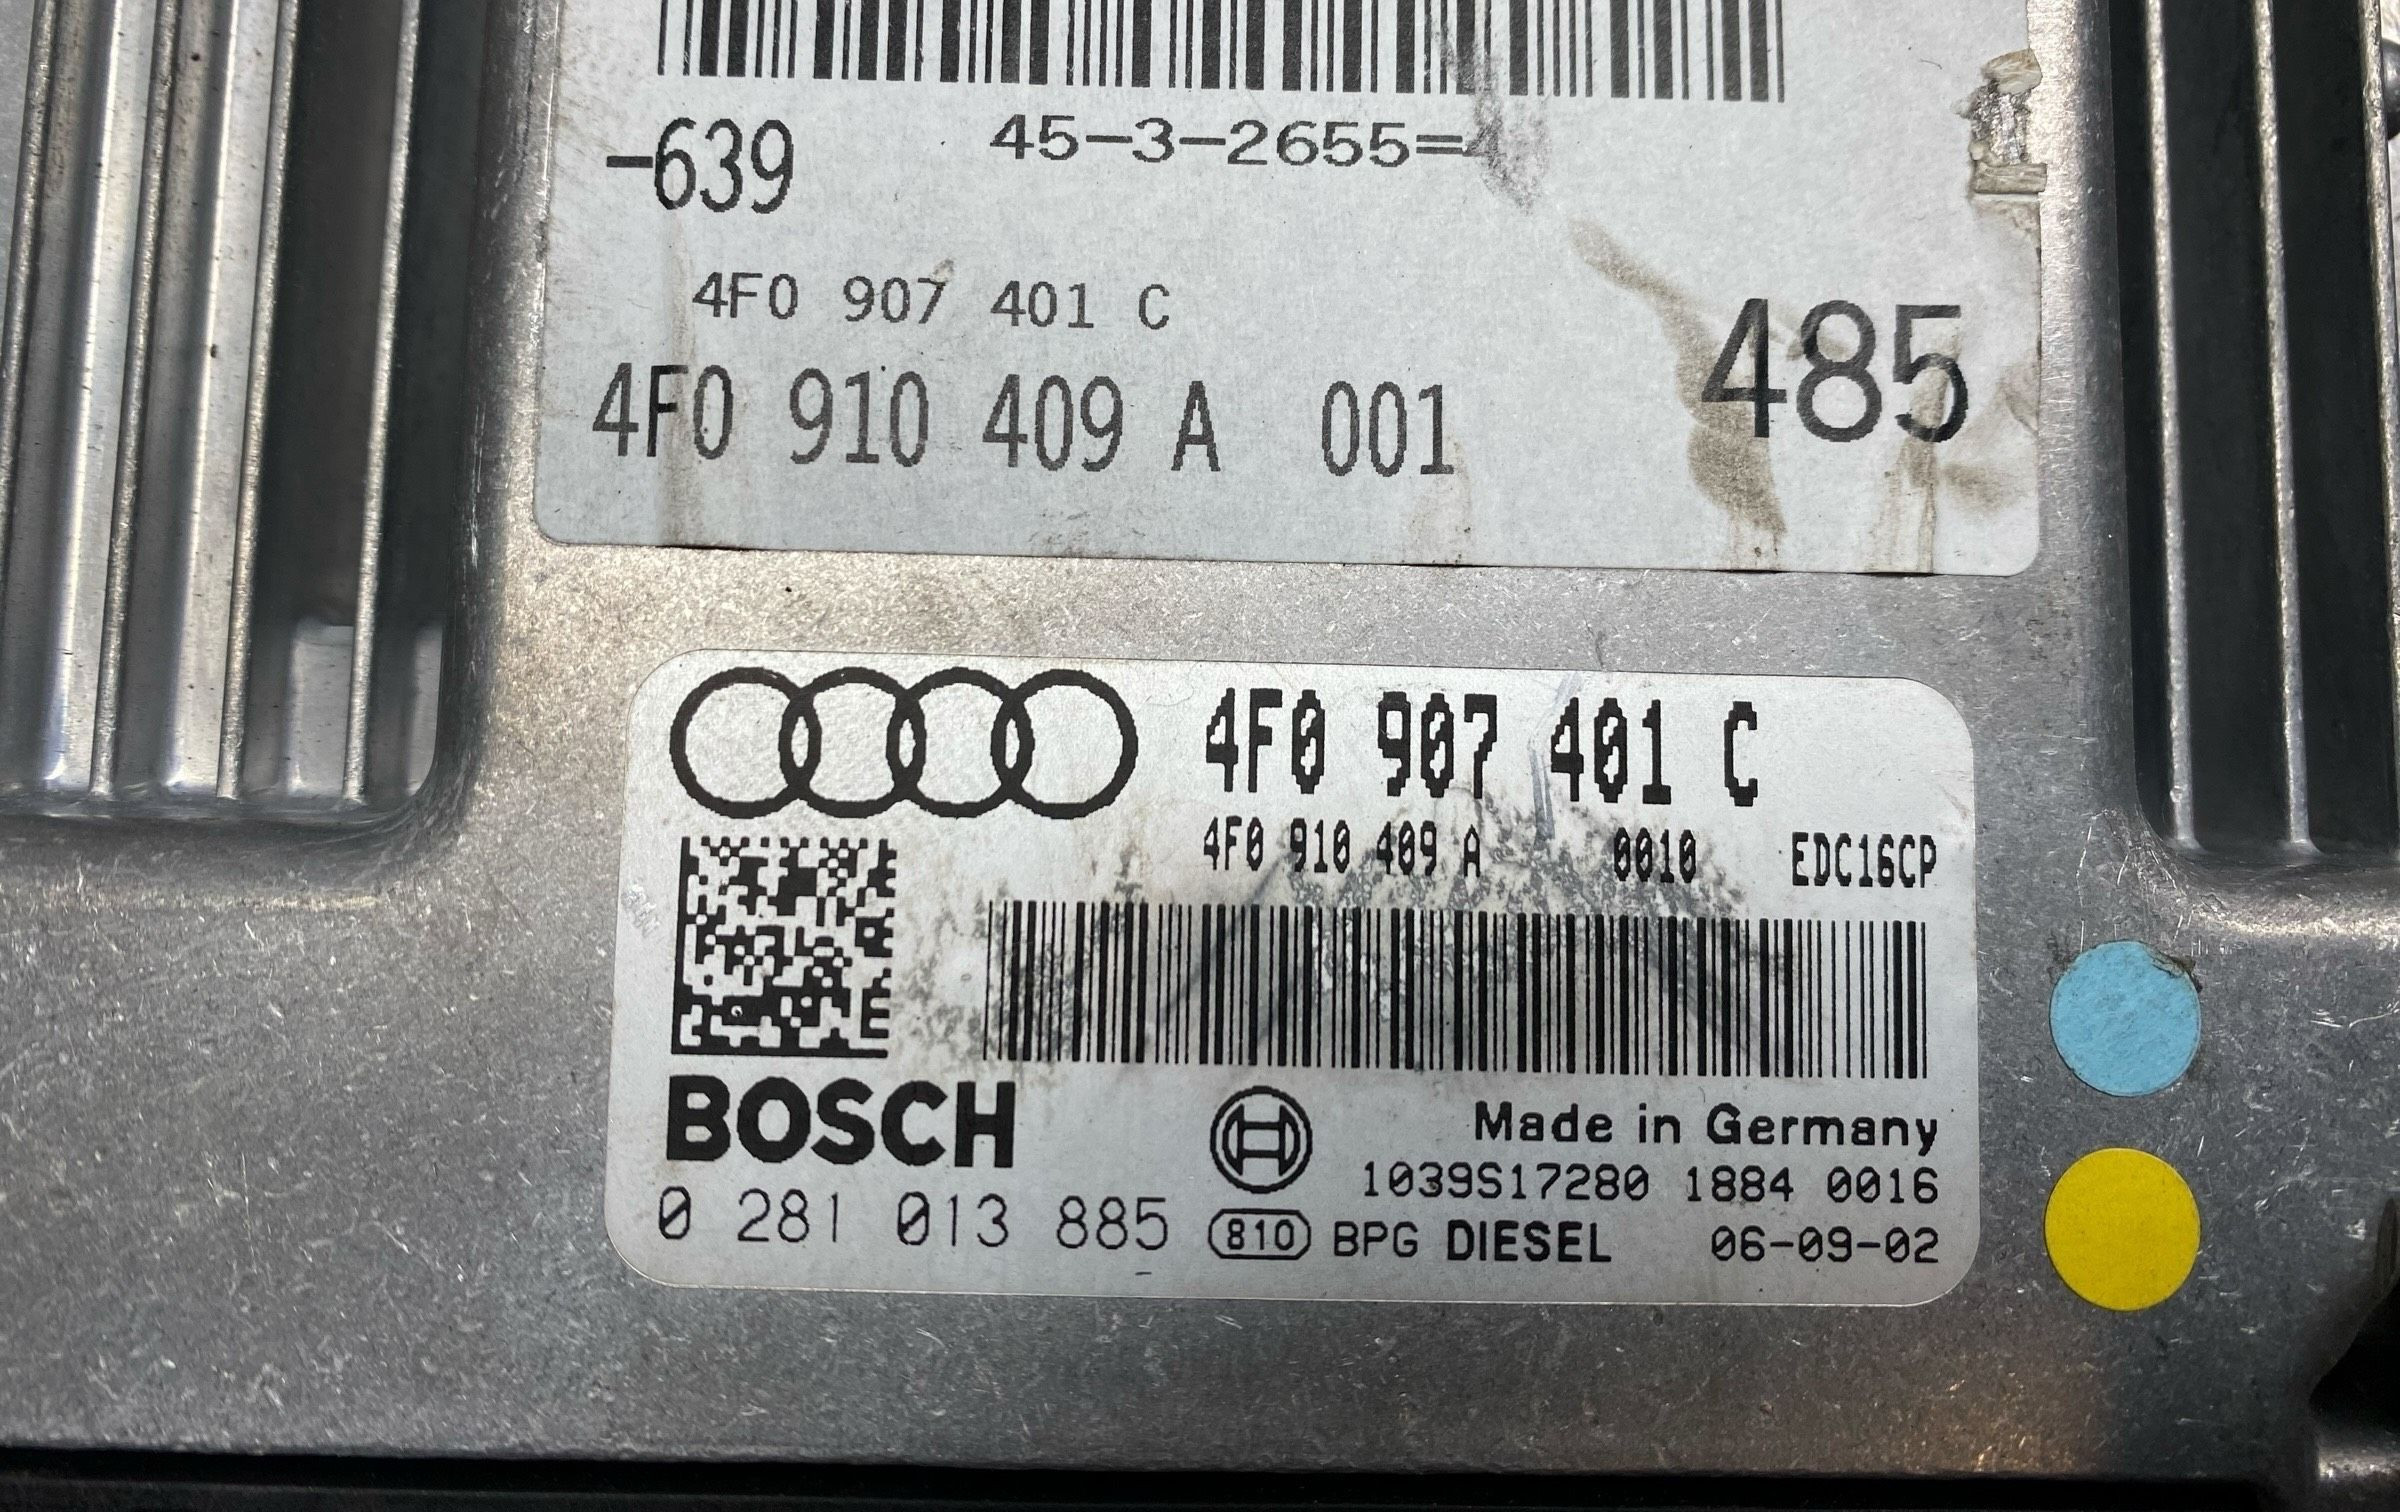 -639 45-3-2655=4
4F0 907 401 C
4F0 910 409 A 001 485
4F0 907 401 C
4F0 910 409 A 0010 EDC16CP
BOSCH
Made in Germany
1039S17280 1884 0016
0 281 013 885 810 BPG DIESEL 06-09-02